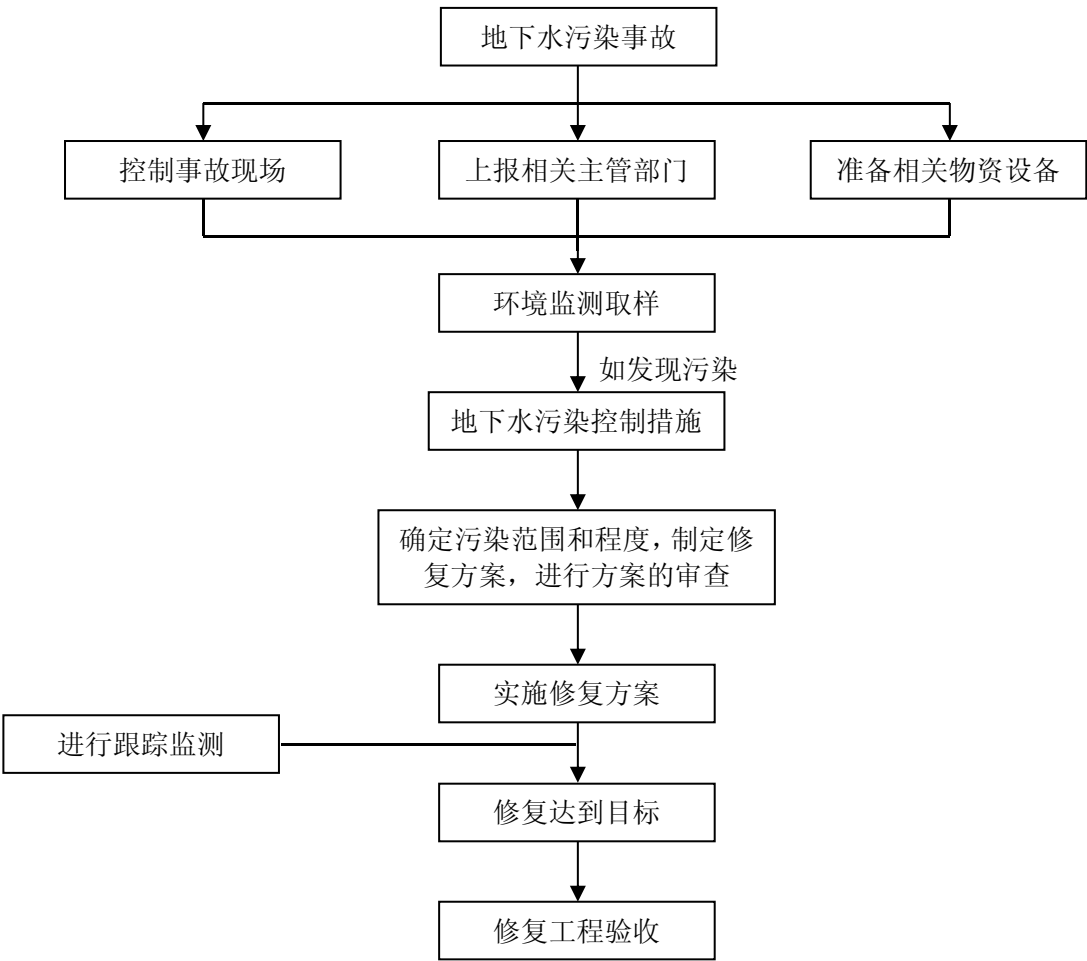 地下水污染事故
控制事故现场
上报相关主管部门
准备相关物资设备
环境监测取样
如发现污染
地下水污染控制措施
确定污染范围和程度，制定修
复方案，进行方案的审查
实施修复方案
进行跟踪监测
修复达到目标
修复工程验收